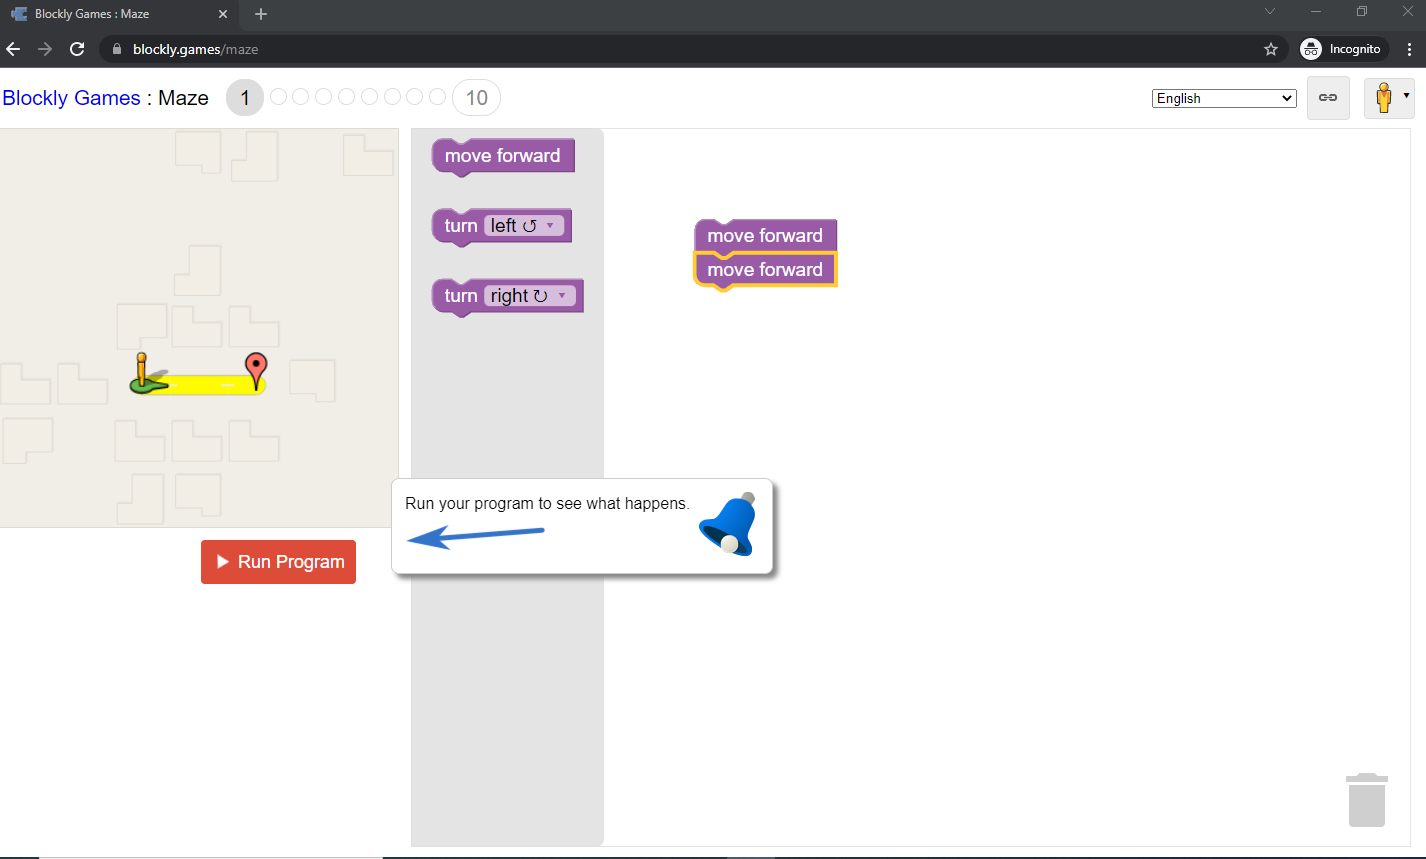 Blockly Games : Maze
blockly.games/maze
Incognito
Blockly Games : Maze
1
10
English
move forward
turn left ↺ ▾
turn right ↻ ▾
move forward
move forward
Run your program to see what happens.
Run Program